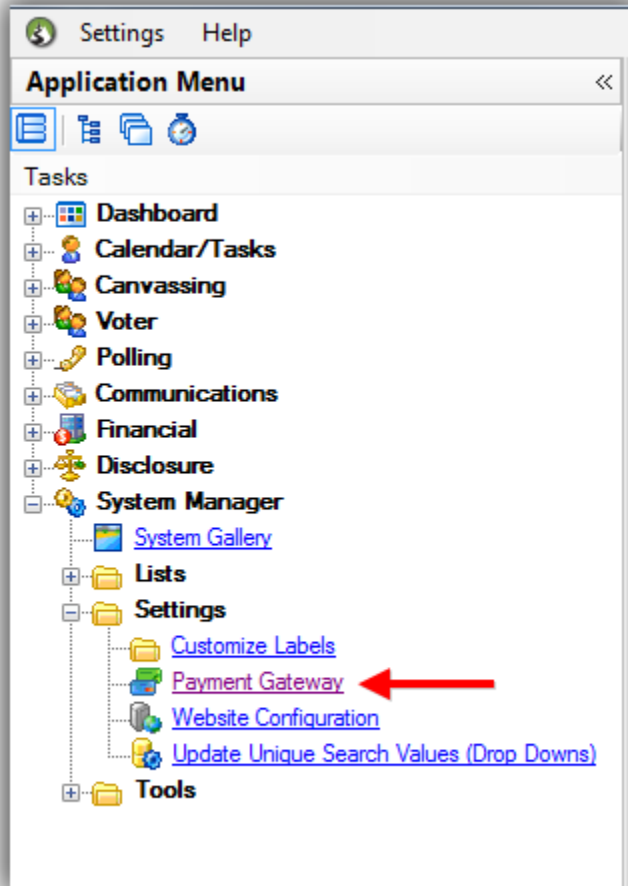 Settings Help
Application Menu «
Tasks
Dashboard
Calendar/Tasks
Canvassing
Voter
Polling
Communications
Financial
Disclosure
System Manager
System Gallery
Lists
Settings
Customize Labels
Payment Gateway
Website Configuration
Update Unique Search Values (Drop Downs)
Tools